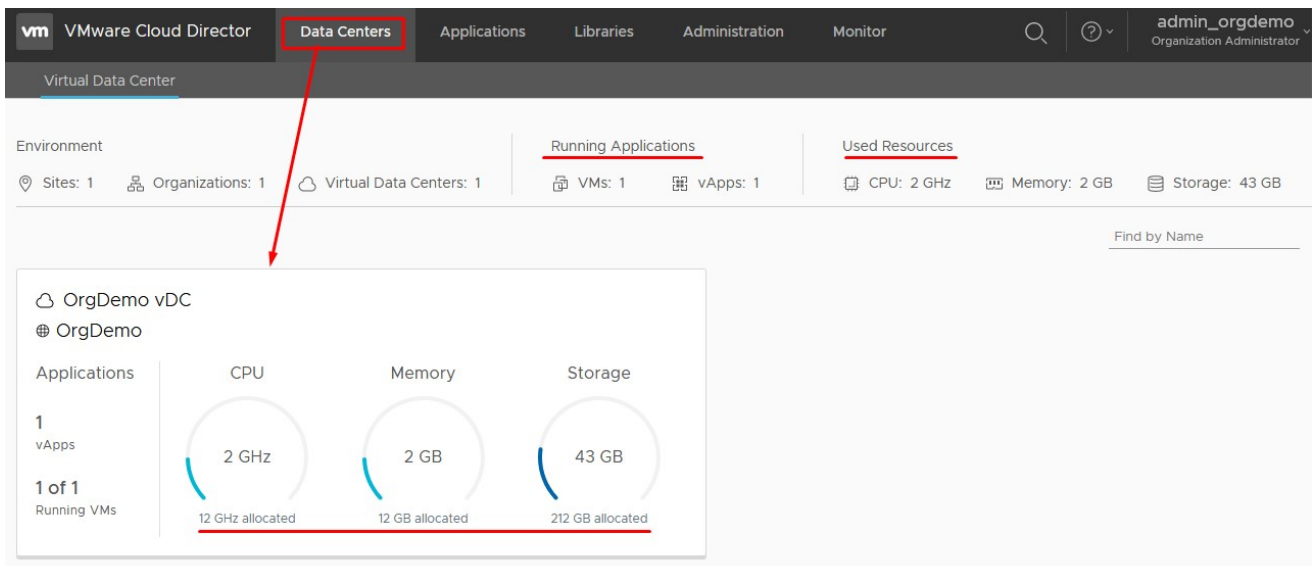 vm VMware Cloud Director Data Centers Applications Libraries Administration Monitor admin_orgdemo
Organization Administrator
Virtual Data Center
Environment Running Applications Used Resources
Sites: 1 Organizations: 1 Virtual Data Centers: 1 VMs: 1 vApps: 1 CPU: 2 GHz Memory: 2 GB Storage: 43 GB
Find by Name
OrgDemo vDC
OrgDemo
Applications CPU Memory Storage
1
vApps
2 GHz 2 GB 43 GB
1 of 1
Running VMs
12 GHz allocated 12 GB allocated 212 GB allocated